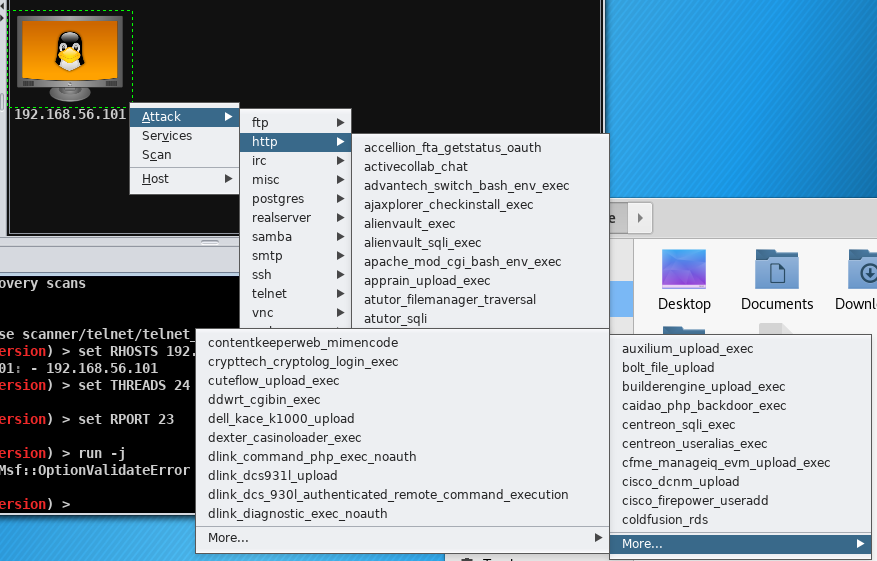 192.168.56.101
Attack
Services
Scan
Host
ftp
http
irc
misc
postgres
realserver
samba
smtp
ssh
telnet
vnc
accellion_fta_getstatus_oauth
activecollab_chat
advantech_switch_bash_env_exec
ajaxplorer_checkinstall_exec
alienvault_exec
alienvault_sqli_exec
apache_mod_cgi_bash_env_exec
apprain_upload_exec
atutor_filemanager_traversal
atutor_sqli
auxilium_upload_exec
bolt_file_upload
builderengine_upload_exec
caidao_php_backdoor_exec
centreon_sqli_exec
centreon_useralias_exec
cfme_manageiq_evm_upload_exec
cisco_dcnm_upload
cisco_firepower_useradd
coldfusion_rds
More...
contentkeeperweb_mimencode
crypttech_cryptolog_login_exec
cuteflow_upload_exec
ddwrt_cgibin_exec
dell_kace_k1000_upload
dexter_casinoloader_exec
dlink_command_php_exec_noauth
dlink_dcs931l_upload
dlink_dcs_930l_authenticated_remote_command_execution
dlink_diagnostic_exec_noauth
More...
overy scans
se scanner/telnet/telnet_
ersion) > set RHOSTS 192.
01: - 192.168.56.101
ersion) > set THREADS 24
ersion) > set RPORT 23
ersion) > run -j
Msf::OptionValidateError
ersion) >
e
Desktop
Documents
Downl